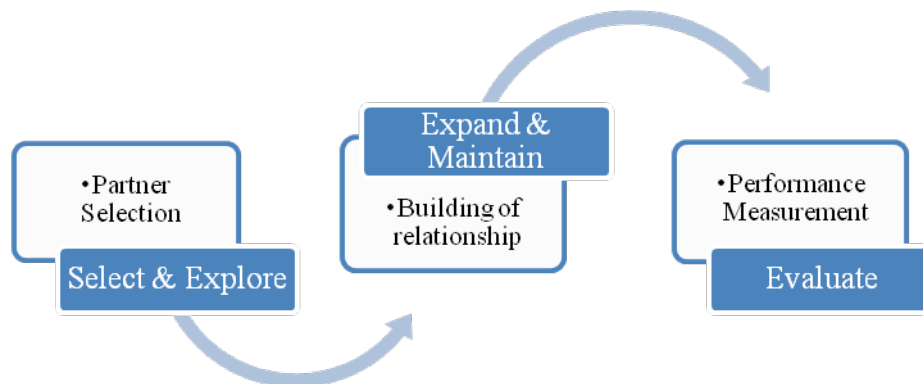 •Partner
Selection
Select & Explore
Expand &
Maintain
•Building of
relationship
•Performance
Measurement
Evaluate